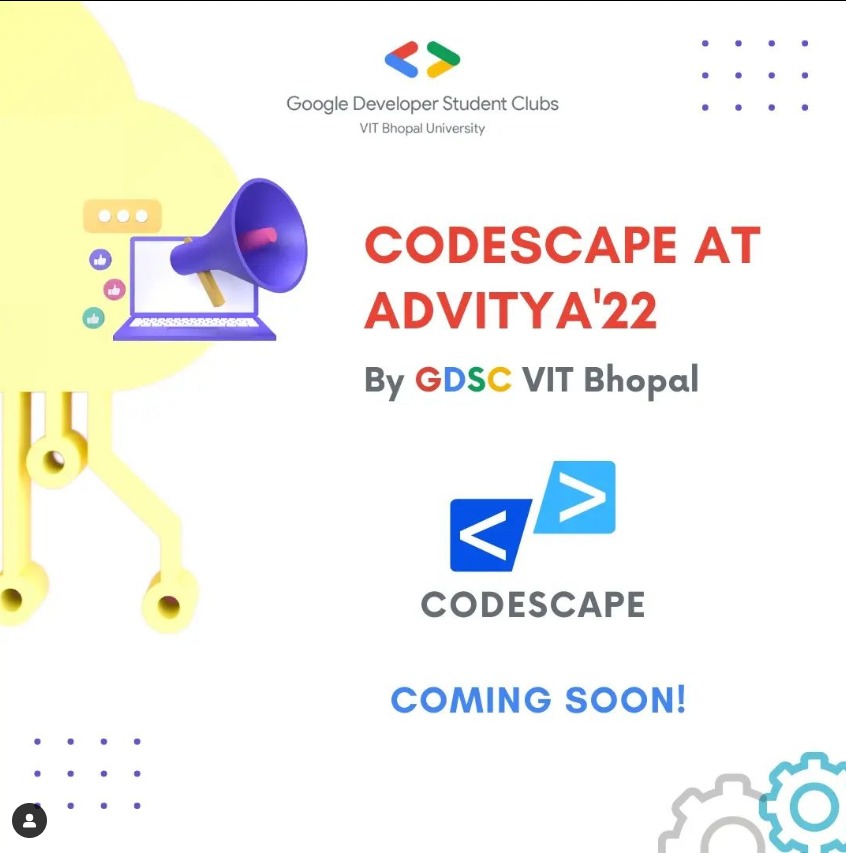 Google Developer Student Clubs
VIT Bhopal University
CODESCAPE AT
ADVITYA'22
By GDSC VIT Bhopal
< >
CODESCAPE
COMING SOON!